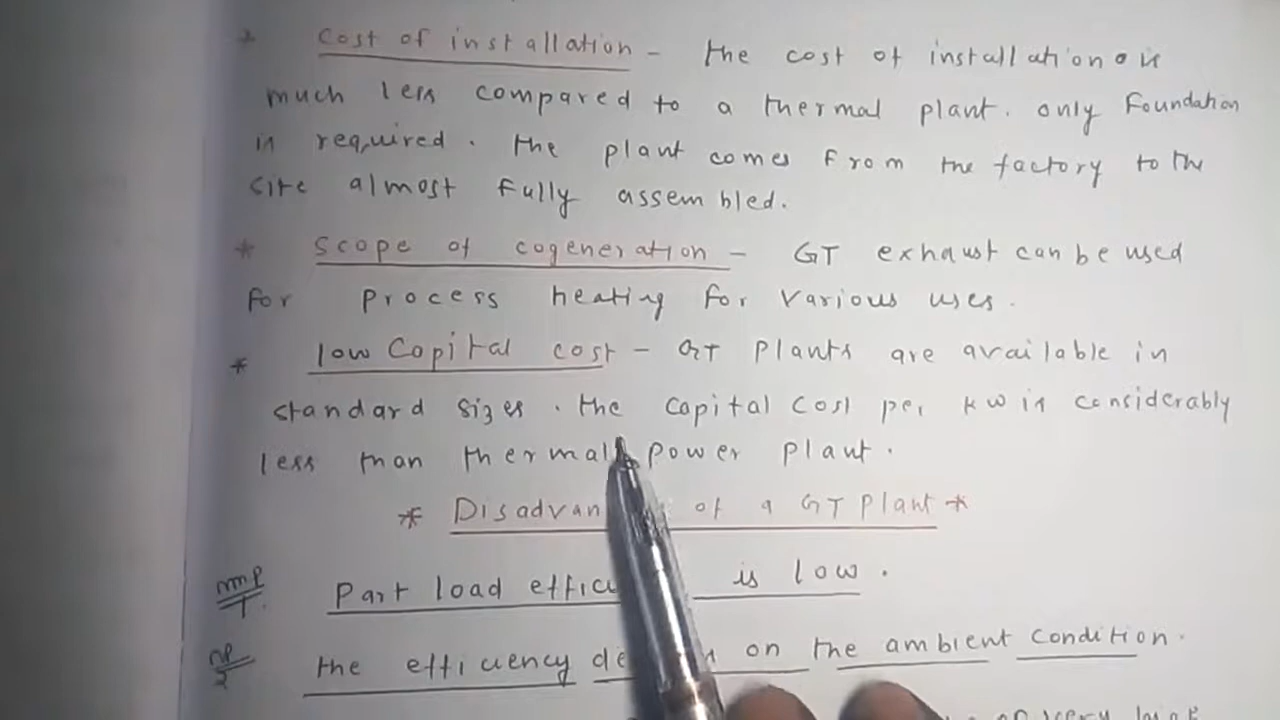 * Cost of installation - the cost of installation is
much less compared to a thermal plant. only Foundation
is required. the plant comes from the factory to the
site almost fully assembled.
* Scope of cogeneration - GT exhaust can be used
for process heating for various uses.
* low Capital cost - GT plants are available in
standard sizes. the capital cost per kw is considerably
less than thermal power plant.
* Disadvan of a GT plant *
Part load effici is low.
the efficiency de on the ambient condition.